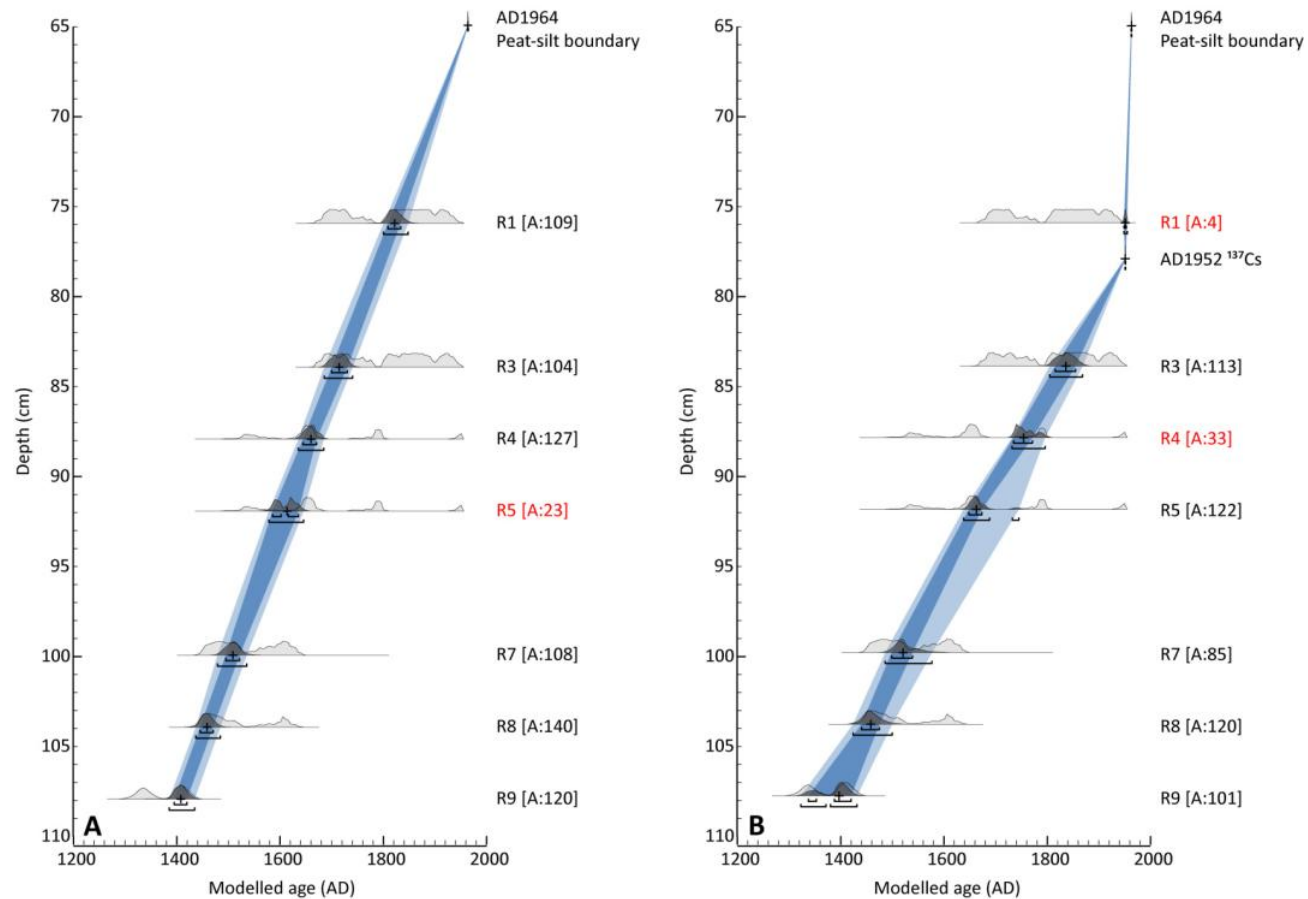 AD1964
Peat-silt boundary
65
70
75
80
85
90
95
100
105
110
Depth (cm)
R1 [A:109]
R3 [A:104]
R4 [A:127]
R5 [A:23]
R7 [A:108]
R8 [A:140]
R9 [A:120]
A
1200
1400
1600
1800
2000
Modelled age (AD)
AD1964
Peat-silt boundary
65
70
75
80
85
90
95
100
105
110
Depth (cm)
R1 [A:4]
AD1952 ¹³⁷Cs
R3 [A:113]
R4 [A:33]
R5 [A:122]
R7 [A:85]
R8 [A:120]
R9 [A:101]
B
1200
1400
1600
1800
2000
Modelled age (AD)